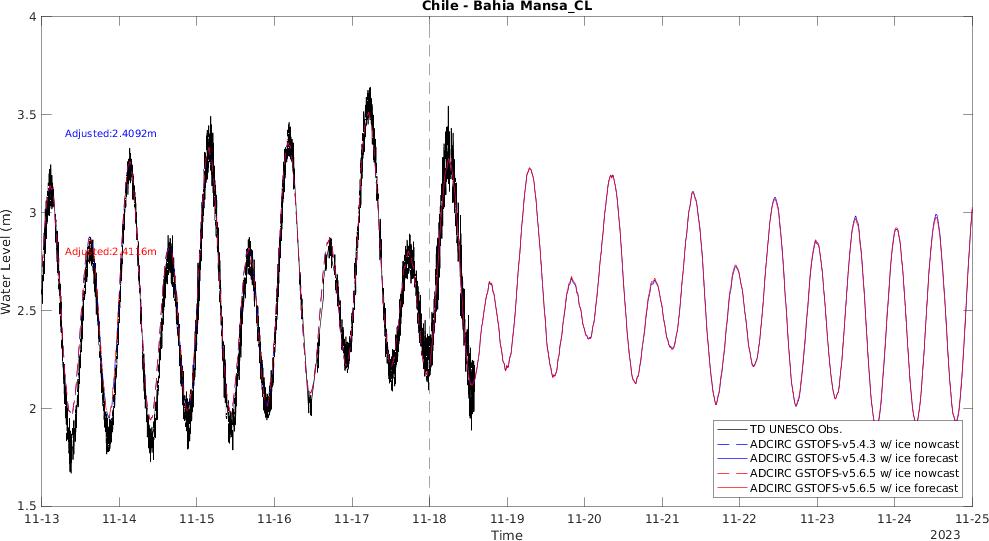 Chile - Bahia Mansa_CL
4
3.5
3
2.5
2
1.5
Water Level (m)
Adjusted:2.4092m
Adjusted:2.4116m
TD UNESCO Obs.
ADCIRC GSTOFS-v5.4.3 w/ ice nowcast
ADCIRC GSTOFS-v5.4.3 w/ ice forecast
ADCIRC GSTOFS-v5.6.5 w/ ice nowcast
ADCIRC GSTOFS-v5.6.5 w/ ice forecast
11-13 11-14 11-15 11-16 11-17 11-18 11-19 11-20 11-21 11-22 11-23 11-24 11-25
Time
2023